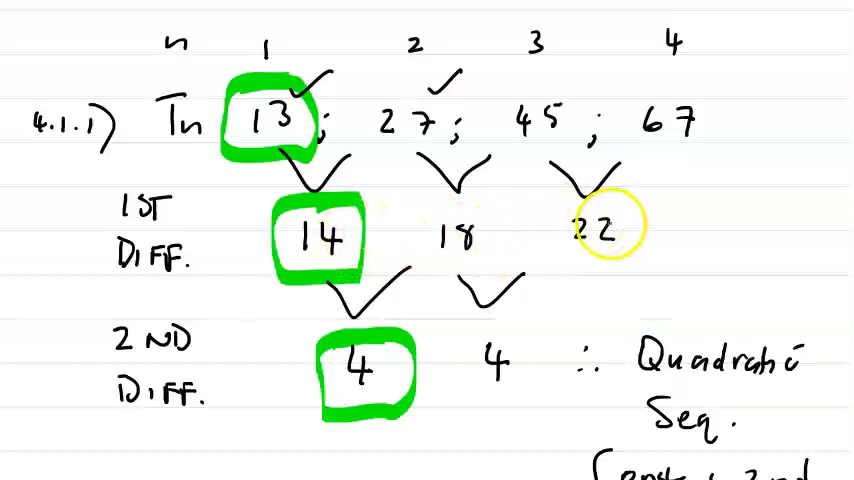 n 1 2 3 4
4.1.1) Tn 13 ; 27 ; 45 ; 67
1ST
DIFF. 14 18 22
2ND
DIFF. 4 4 ∴ Quadratic
Seq.
2nd